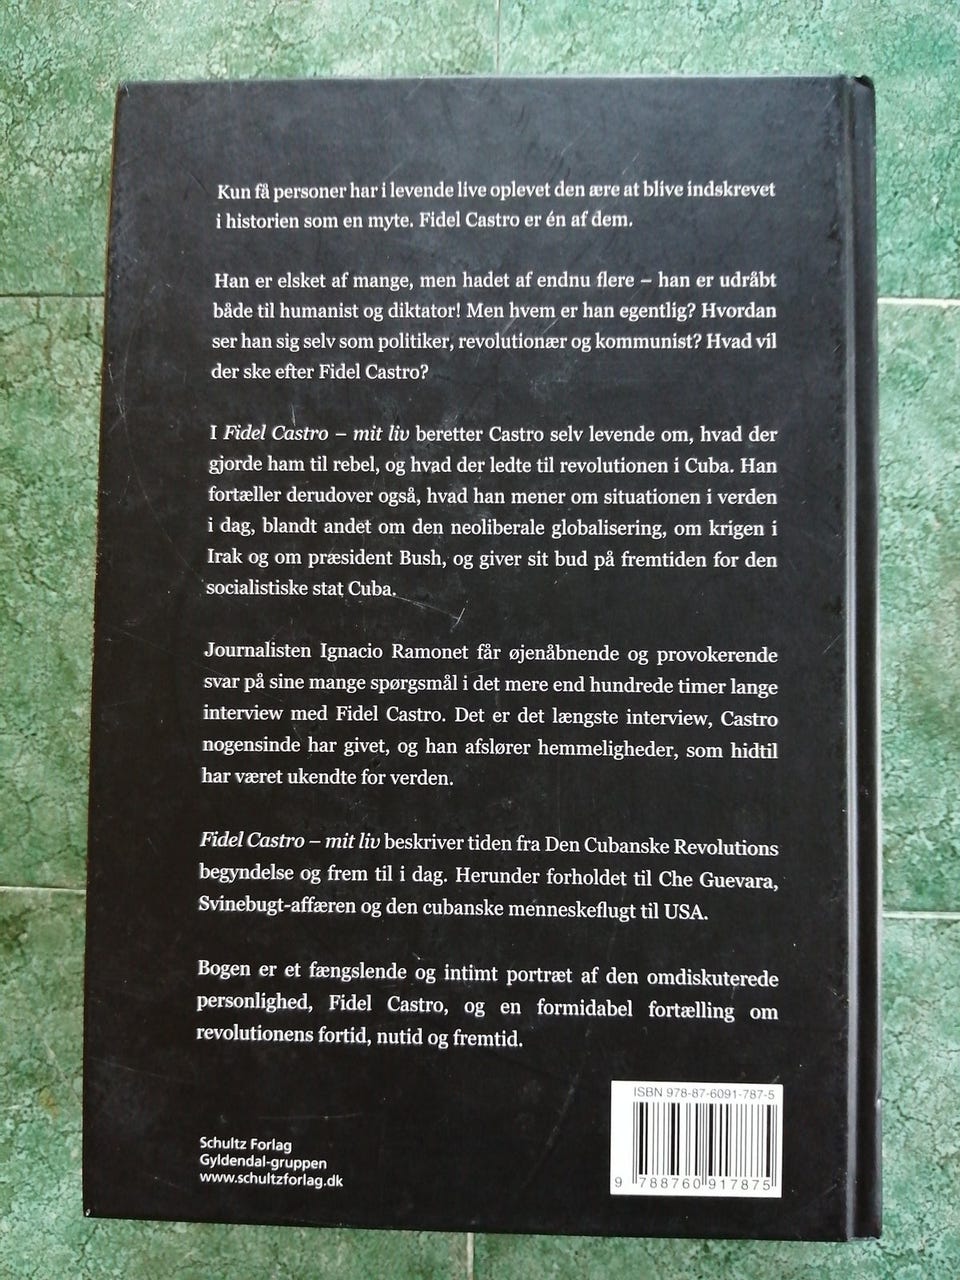 Kun få personer har i levende live oplevet den ære at blive indskrevet
i historien som en myte. Fidel Castro er én af dem.
Han er elsket af mange, men hadet af endnu flere – han er udråbt
både til humanist og diktator! Men hvem er han egentlig? Hvordan
ser han sig selv som politiker, revolutionær og kommunist? Hvad vil
der ske efter Fidel Castro?
I Fidel Castro – mit liv beretter Castro selv levende om, hvad der
gjorde ham til rebel, og hvad der ledte til revolutionen i Cuba. Han
fortæller derudover også, hvad han mener om situationen i verden
i dag, blandt andet om den neoliberale globalisering, om krigen i
Irak og om præsident Bush, og giver sit bud på fremtiden for den
socialistiske stat Cuba.
Journalisten Ignacio Ramonet får øjenåbnende og provokerende
svar på sine mange spørgsmål i det mere end hundrede timer lange
interview med Fidel Castro. Det er det længste interview, Castro
nogensinde har givet, og han afslører hemmeligheder, som hidtil
har været ukendte for verden.
Fidel Castro – mit liv beskriver tiden fra Den Cubanske Revolutions
begyndelse og frem til i dag. Herunder forholdet til Che Guevara,
Svinebugt-affæren og den cubanske menneskeflugt til USA.
Bogen er et fængslende og intimt portræt af den omdiskuterede
personlighed, Fidel Castro, og en formidabel fortælling om
revolutionens fortid, nutid og fremtid.
ISBN 978-87-6091-787-5
9 788760 917875
Schultz Forlag
Gyldendal-gruppen
www.schultzforlag.dk